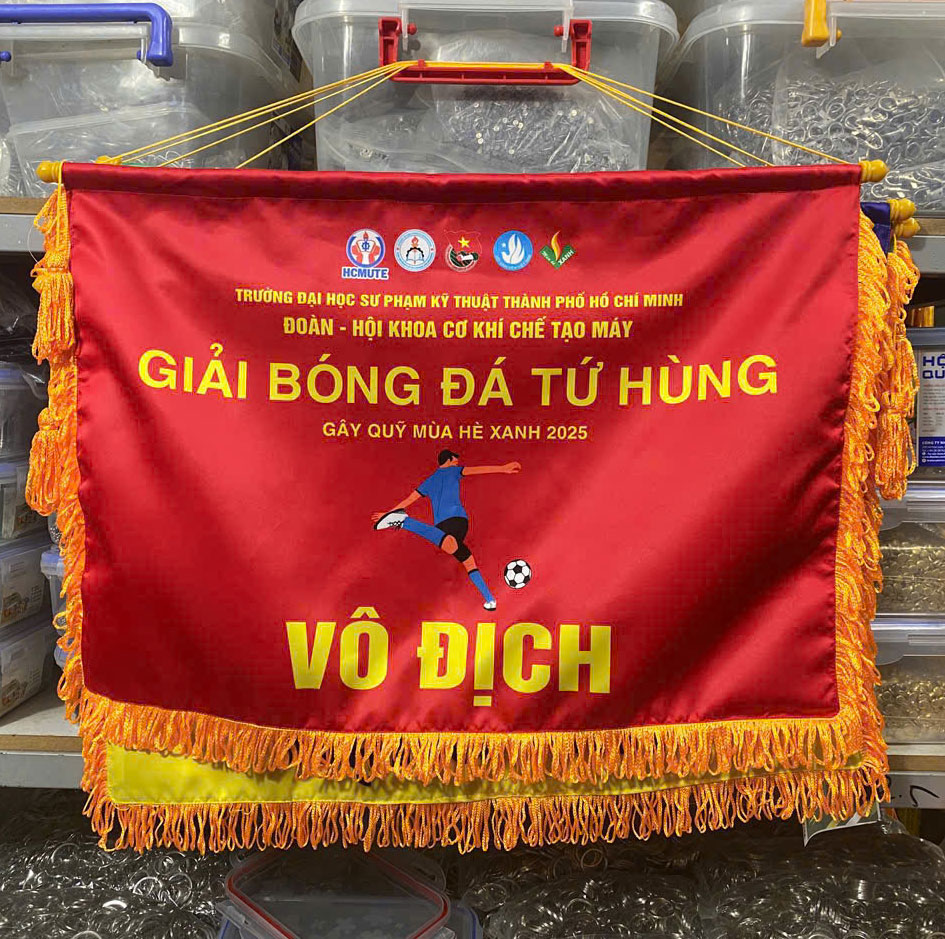 HCMUTE
XANH
TRƯỜNG ĐẠI HỌC SƯ PHẠM KỸ THUẬT THÀNH PHỐ HỒ CHÍ MINH
ĐOÀN - HỘI KHOA CƠ KHÍ CHẾ TẠO MÁY
GIẢI BÓNG ĐÁ TỨ HÙNG
GÂY QUỸ MÙA HÈ XANH 2025
VÔ ĐỊCH